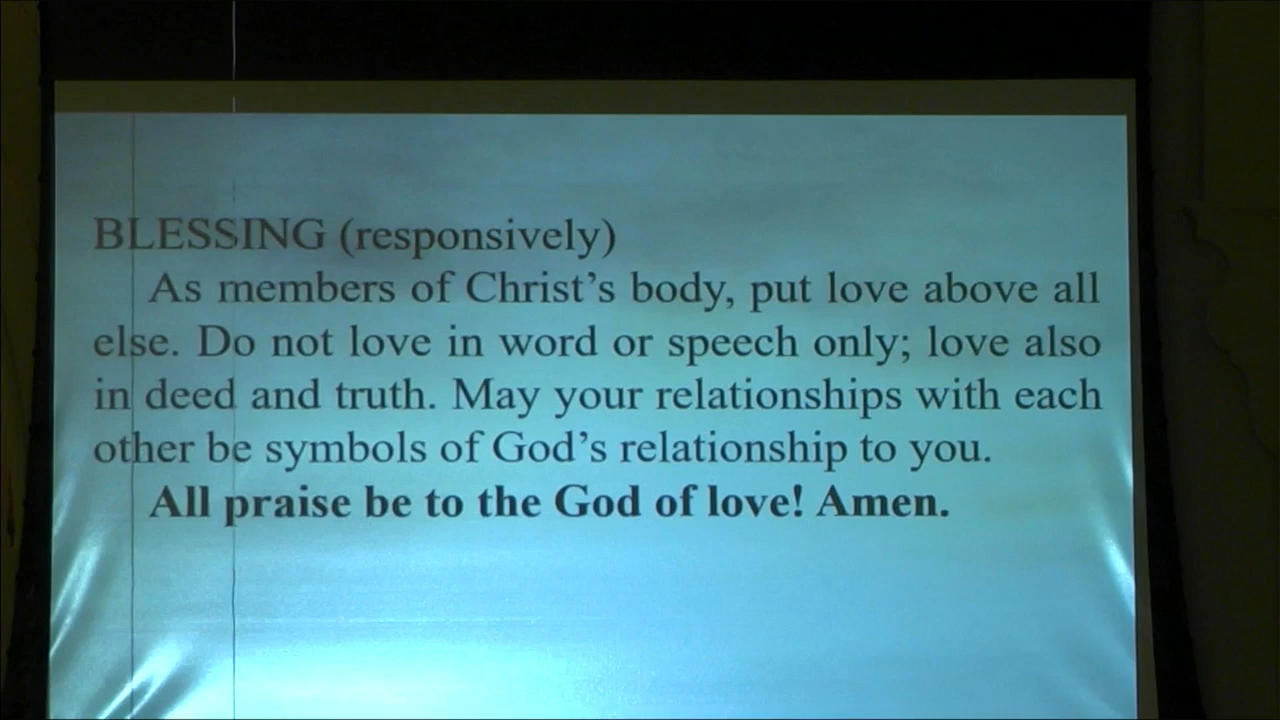 BLESSING (responsively)
As members of Christ’s body, put love above all
else. Do not love in word or speech only; love also
in deed and truth. May your relationships with each
other be symbols of God’s relationship to you.
All praise be to the God of love! Amen.